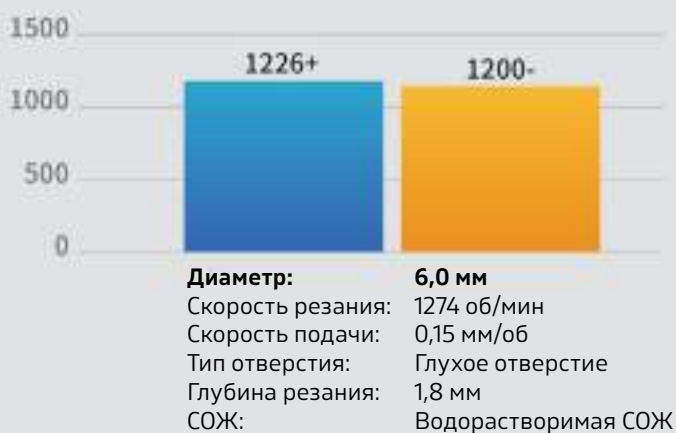 1500
1226+
1200-
1000
500
0
Диаметр: 6,0 мм
Скорость резания: 1274 об/мин
Скорость подачи: 0,15 мм/об
Тип отверстия: Глухое отверстие
Глубина резания: 1,8 мм
СОЖ: Водорастворимая СОЖ